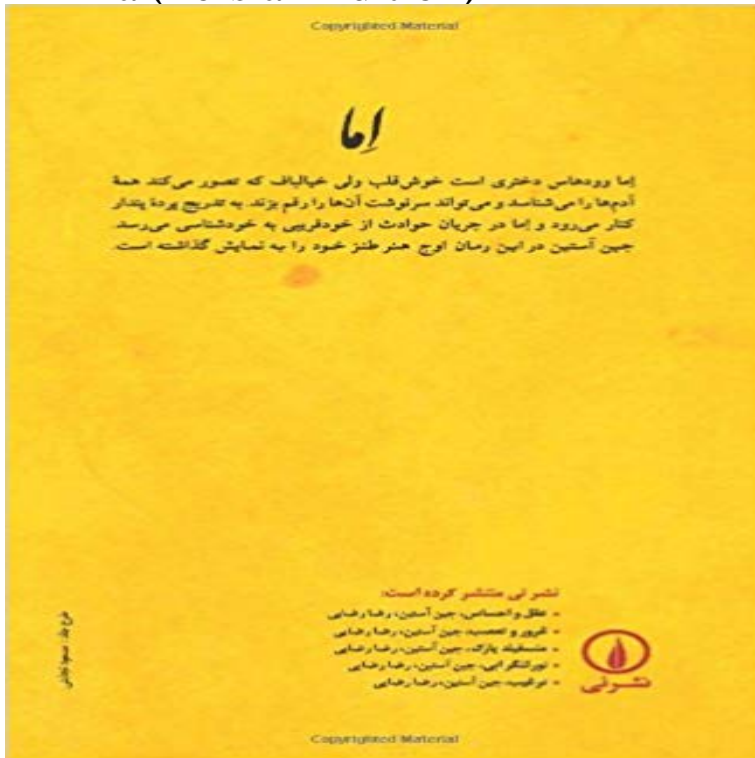 Copyrighted Material
اِما
اِما وودهاس دختری است خوش‌قلب ولی خیالباف که تصور می‌کند همهٔ
آدم‌ها را می‌شناسد و می‌تواند سرنوشت آن‌ها را رقم بزند. به تدریج پردهٔ پندار
کنار می‌رود و اِما در جریان حوادث از خودفریبی به خودشناسی می‌رسد.
جین آستین در این رمان اوج هنر طنز خود را به نمایش گذاشته است.
نشر نی منتشر کرده است:
• عقل و احساس، جین آستین، رضا رضایی
• غرور و تعصب، جین آستین، رضا رضایی
• منسفیلد پارک، جین آستین، رضا رضایی
• نورثنگر ابی، جین آستین، رضا رضایی
• ترغیب، جین آستین، رضا رضایی
نشر نی
طرح جلد:
Copyrighted Material